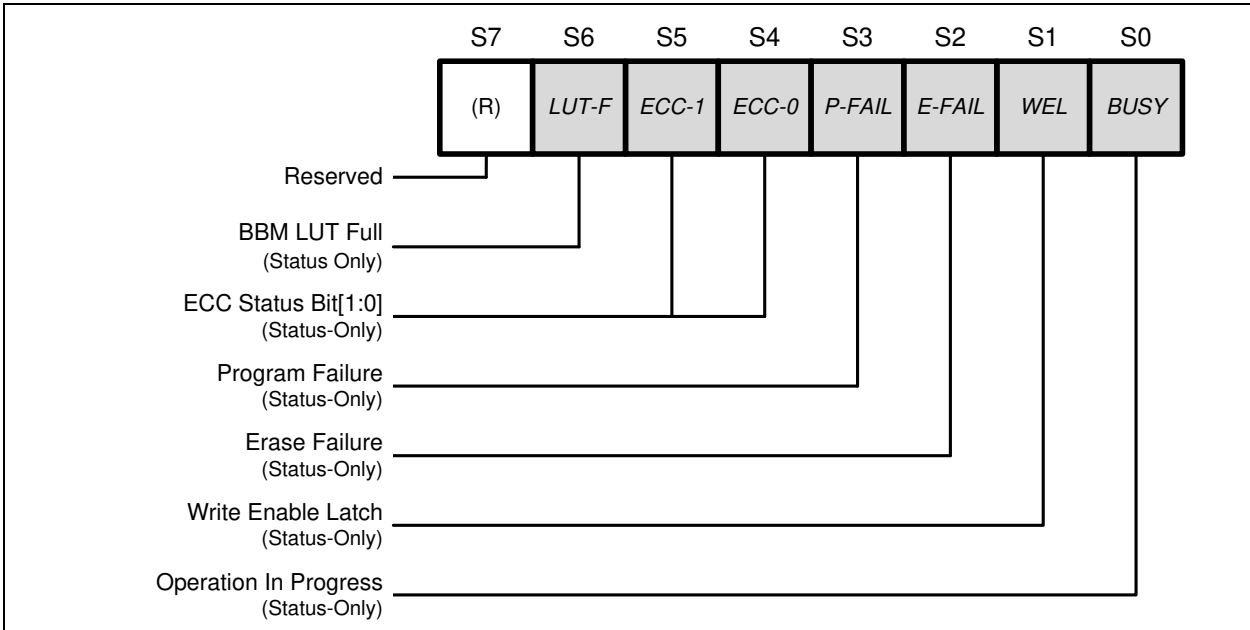 S7 S6 S5 S4 S3 S2 S1 S0
(R) LUT-F ECC-1 ECC-0 P-FAIL E-FAIL WEL BUSY
Reserved
BBM LUT Full
(Status Only)
ECC Status Bit[1:0]
(Status-Only)
Program Failure
(Status-Only)
Erase Failure
(Status-Only)
Write Enable Latch
(Status-Only)
Operation In Progress
(Status-Only)